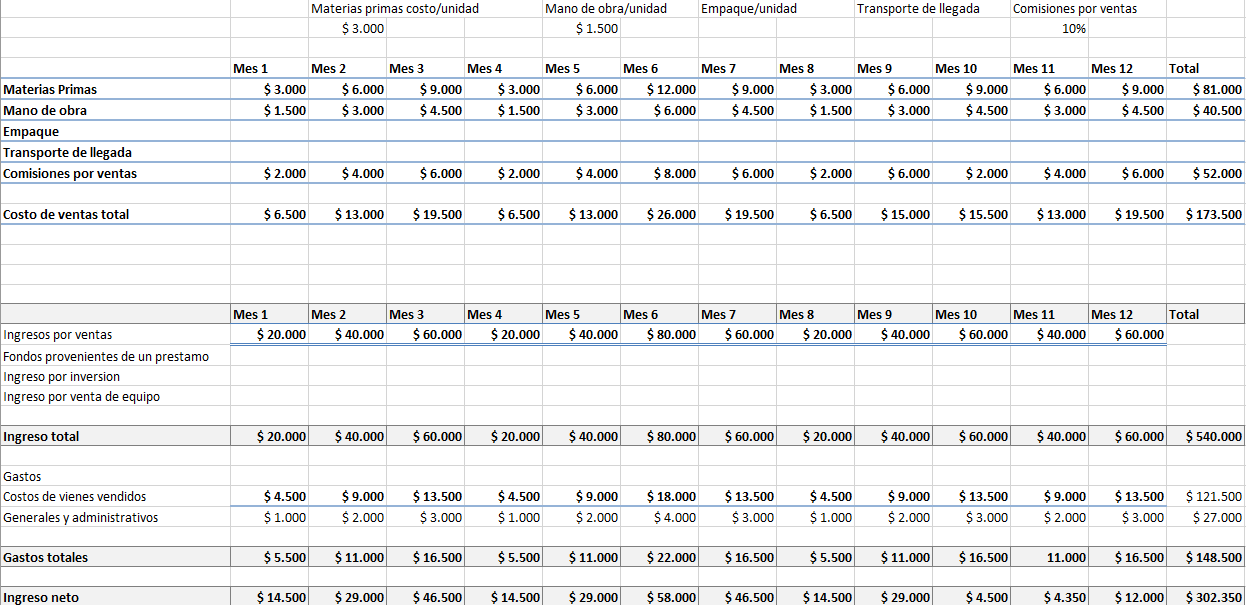 Materias primas costo/unidad Mano de obra/unidad Empaque/unidad Transporte de llegada Comisiones por ventas
$ 3.000 $ 1.500 10%
Mes 1 Mes 2 Mes 3 Mes 4 Mes 5 Mes 6 Mes 7 Mes 8 Mes 9 Mes 10 Mes 11 Mes 12 Total
Materias Primas $ 3.000 $ 6.000 $ 9.000 $ 3.000 $ 6.000 $ 12.000 $ 9.000 $ 3.000 $ 6.000 $ 9.000 $ 6.000 $ 9.000 $ 81.000
Mano de obra $ 1.500 $ 3.000 $ 4.500 $ 1.500 $ 3.000 $ 6.000 $ 4.500 $ 1.500 $ 3.000 $ 4.500 $ 3.000 $ 4.500 $ 40.500
Empaque
Transporte de llegada
Comisiones por ventas $ 2.000 $ 4.000 $ 6.000 $ 2.000 $ 4.000 $ 8.000 $ 6.000 $ 2.000 $ 6.000 $ 2.000 $ 4.000 $ 6.000 $ 52.000
Costo de ventas total $ 6.500 $ 13.000 $ 19.500 $ 6.500 $ 13.000 $ 26.000 $ 19.500 $ 6.500 $ 15.000 $ 15.500 $ 13.000 $ 19.500 $ 173.500
Mes 1 Mes 2 Mes 3 Mes 4 Mes 5 Mes 6 Mes 7 Mes 8 Mes 9 Mes 10 Mes 11 Mes 12 Total
Ingresos por ventas $ 20.000 $ 40.000 $ 60.000 $ 20.000 $ 40.000 $ 80.000 $ 60.000 $ 20.000 $ 40.000 $ 60.000 $ 40.000 $ 60.000
Fondos provenientes de un prestamo
Ingreso por inversion
Ingreso por venta de equipo
Ingreso total $ 20.000 $ 40.000 $ 60.000 $ 20.000 $ 40.000 $ 80.000 $ 60.000 $ 20.000 $ 40.000 $ 60.000 $ 40.000 $ 60.000 $ 540.000
Gastos
Costos de vienes vendidos $ 4.500 $ 9.000 $ 13.500 $ 4.500 $ 9.000 $ 18.000 $ 13.500 $ 4.500 $ 9.000 $ 13.500 $ 9.000 $ 13.500 $ 121.500
Generales y administrativos $ 1.000 $ 2.000 $ 3.000 $ 1.000 $ 2.000 $ 4.000 $ 3.000 $ 1.000 $ 2.000 $ 3.000 $ 2.000 $ 3.000 $ 27.000
Gastos totales $ 5.500 $ 11.000 $ 16.500 $ 5.500 $ 11.000 $ 22.000 $ 16.500 $ 5.500 $ 11.000 $ 16.500 11.000 $ 16.500 $ 148.500
Ingreso neto $ 14.500 $ 29.000 $ 46.500 $ 14.500 $ 29.000 $ 58.000 $ 46.500 $ 14.500 $ 29.000 $ 4.500 $ 4.350 $ 12.000 $ 302.350